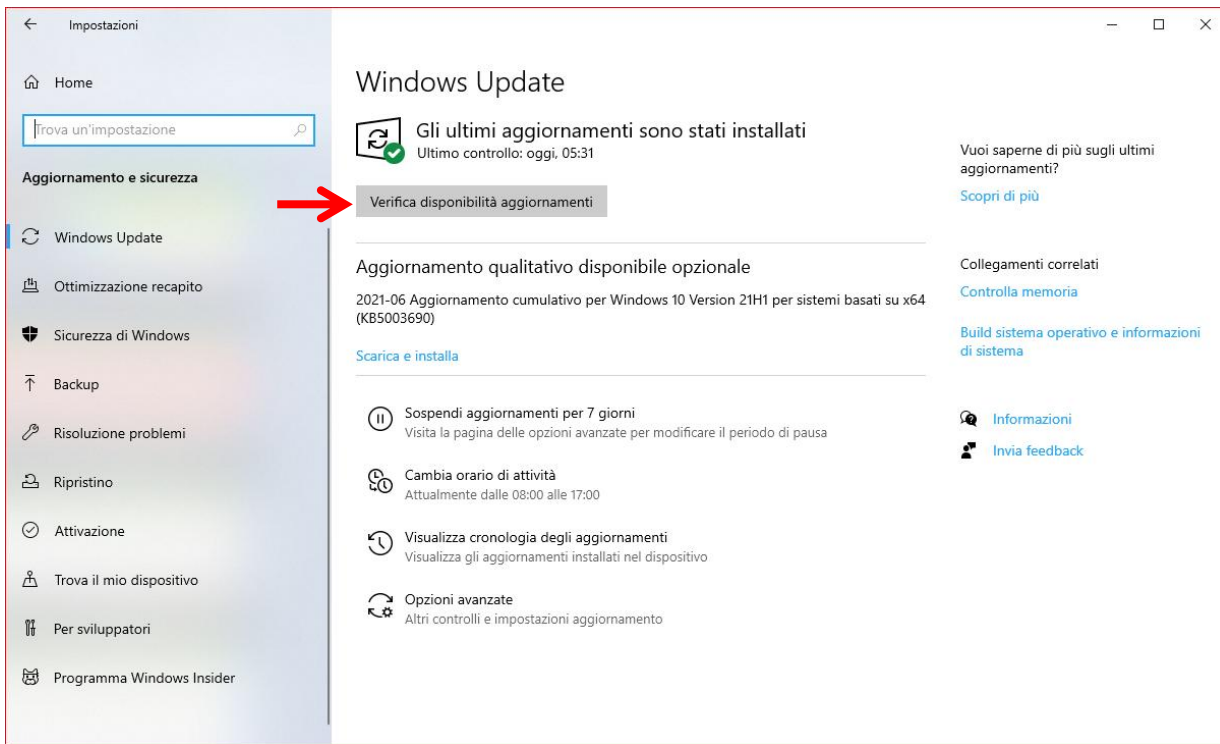 Impostazioni
Home
Trova un'impostazione
Aggiornamento e sicurezza
Windows Update
Ottimizzazione recapito
Sicurezza di Windows
Backup
Risoluzione problemi
Ripristino
Attivazione
Trova il mio dispositivo
Per sviluppatori
Programma Windows Insider
Windows Update
Gli ultimi aggiornamenti sono stati installati
Ultimo controllo: oggi, 05:31
Verifica disponibilità aggiornamenti
Aggiornamento qualitativo disponibile opzionale
2021-06 Aggiornamento cumulativo per Windows 10 Version 21H1 per sistemi basati su x64
(KB5003690)
Scarica e installa
Sospendi aggiornamenti per 7 giorni
Visita la pagina delle opzioni avanzate per modificare il periodo di pausa
Cambia orario di attività
Attualmente dalle 08:00 alle 17:00
Visualizza cronologia degli aggiornamenti
Visualizza gli aggiornamenti installati nel dispositivo
Opzioni avanzate
Altri controlli e impostazioni aggiornamento
Vuoi saperne di più sugli ultimi
aggiornamenti?
Scopri di più
Collegamenti correlati
Controlla memoria
Build sistema operativo e informazioni
di sistema
Informazioni
Invia feedback